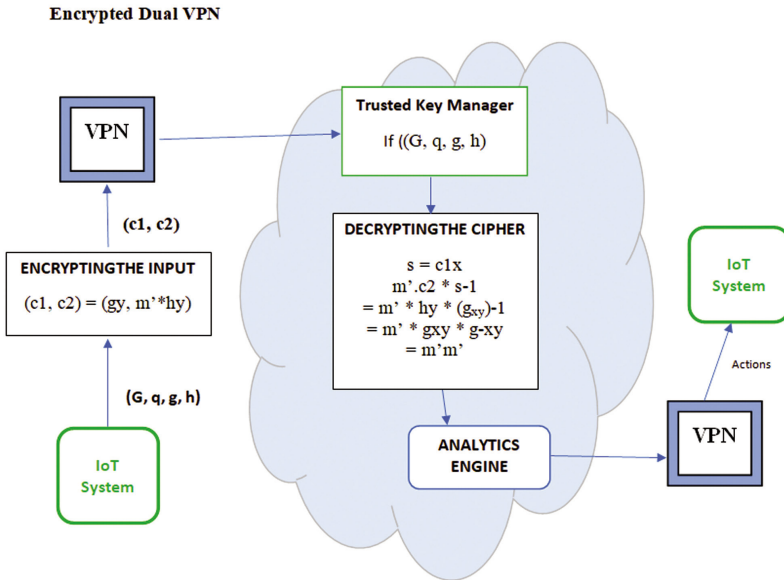 Encrypted Dual VPN
VPN
(c1, c2)
ENCRYPTINGTHE INPUT
(c1, c2) = (gy, m'*hy)
(G, q, g, h)
IoT
System
Trusted Key Manager
If ((G, q, g, h)
DECRYPTINGTHE CIPHER
s = c1x
m'.c2 * s-1
= m' * hy * (gxy)-1
= m' * gxy * g-xy
= m'm'
ANALYTICS
ENGINE
VPN
Actions
IoT
System